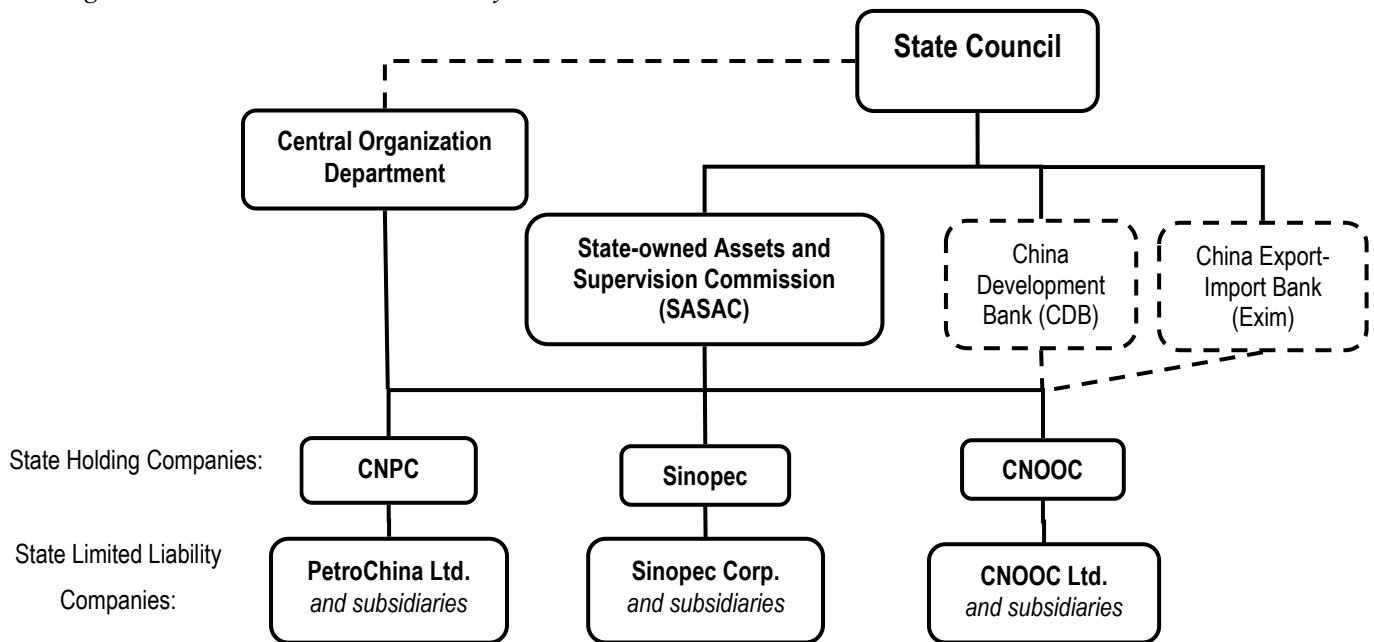 State Council
Central Organization
Department
State-owned Assets and
Supervision Commission
(SASAC)
China
Development
Bank (CDB)
China Export-
Import Bank
(Exim)
State Holding Companies:
CNPC
Sinopec
CNOOC
State Limited Liability
Companies:
PetroChina Ltd.
and subsidiaries
Sinopec Corp.
and subsidiaries
CNOOC Ltd.
and subsidiaries